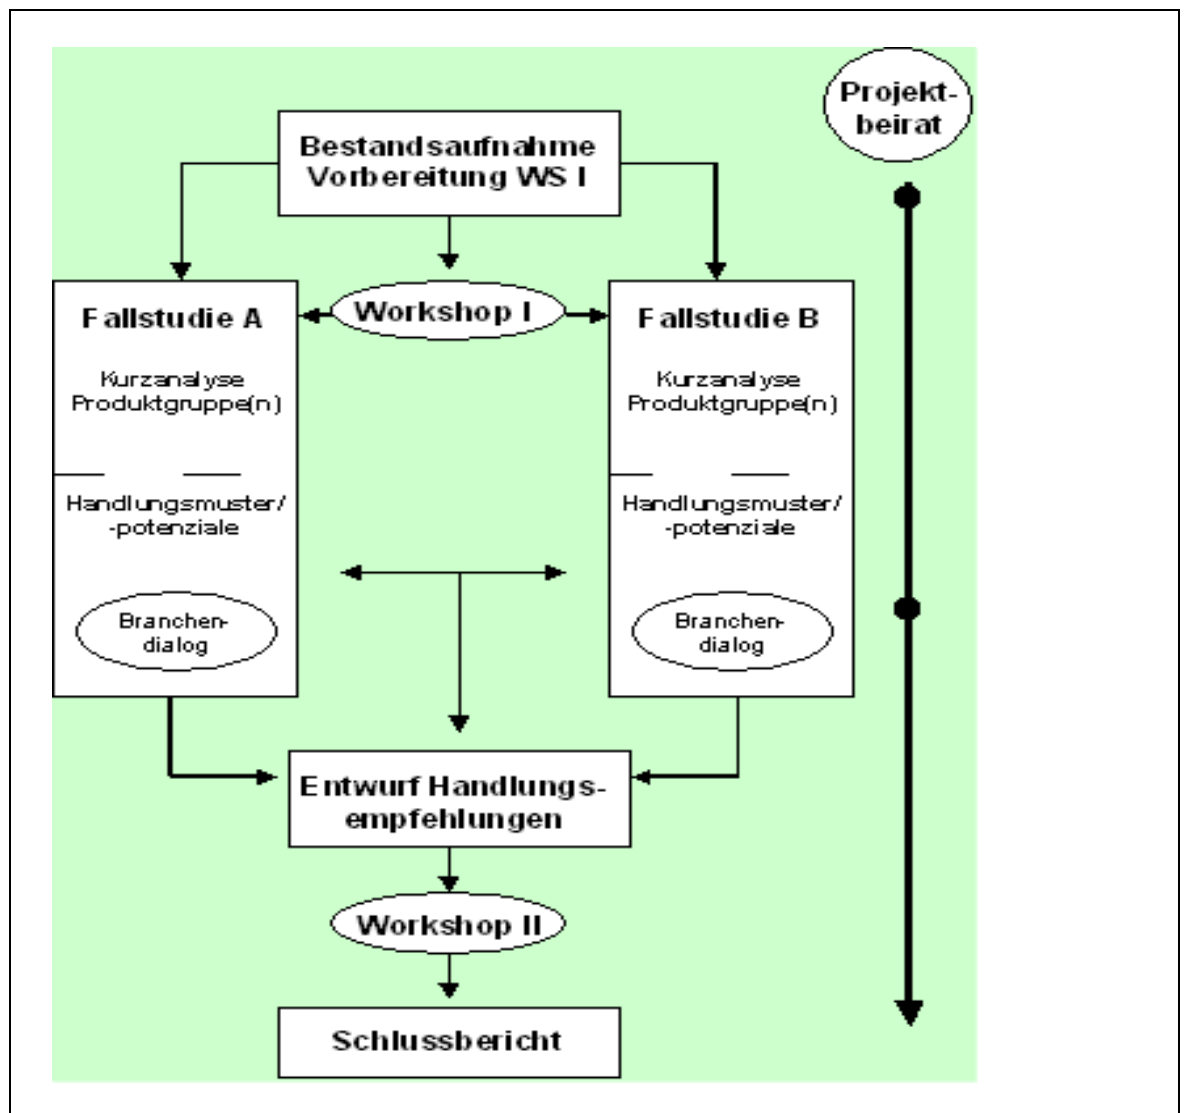 Projekt-
beirat
Bestandsaufnahme
Vorbereitung WS I
Workshop I
Fallstudie A
Kurzanalyse
Produktgruppe(n)
Handlungsmuster/
-potenziale
Branchen-
dialog
Fallstudie B
Kurzanalyse
Produktgruppe(n)
Handlungsmuster/
-potenziale
Branchen-
dialog
Entwurf Handlungs-
empfehlungen
Workshop II
Schlussbericht